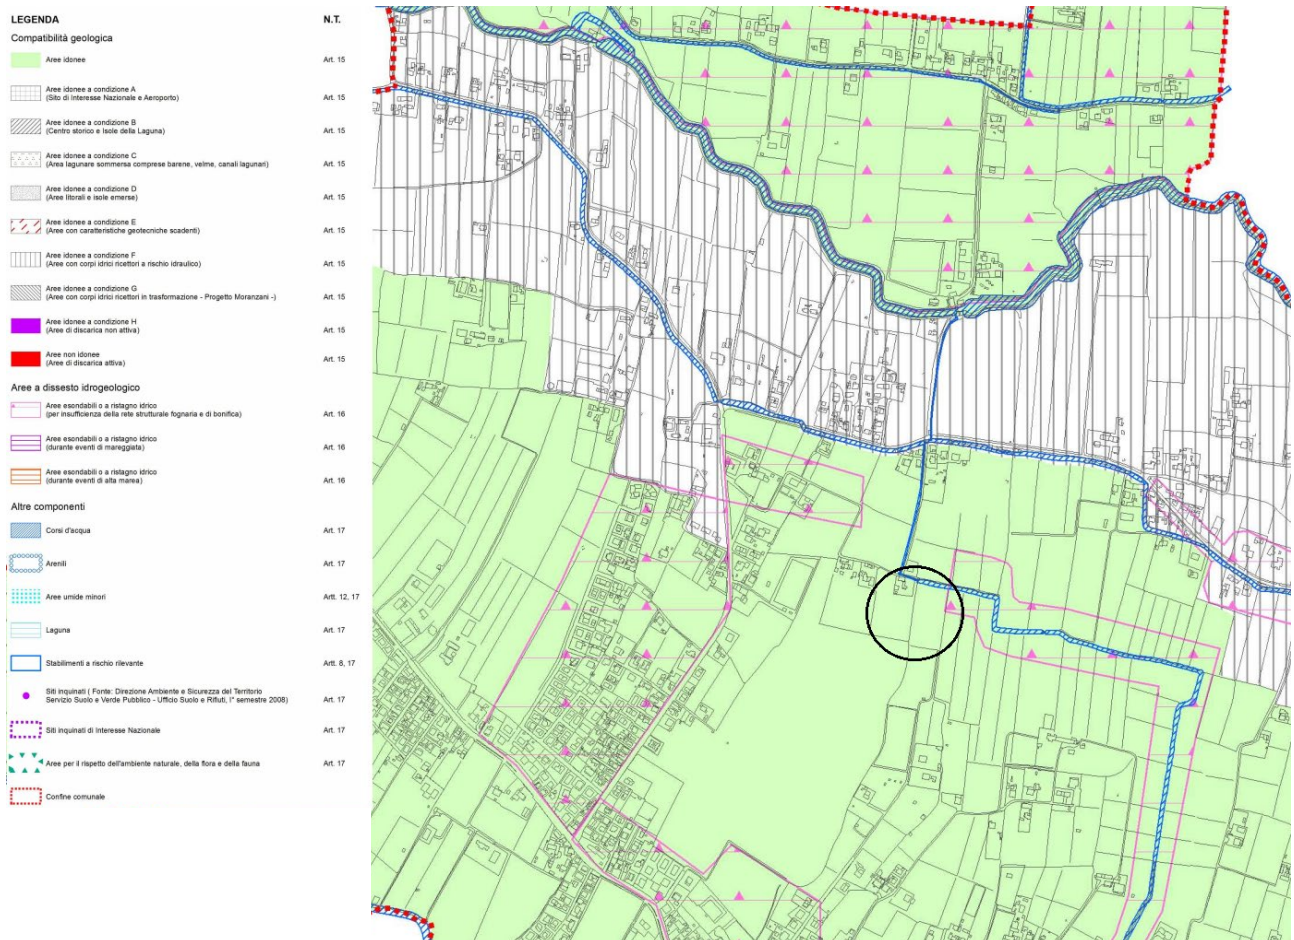 LEGENDA N.T.
Compatibilità geologica
Aree idonee Art. 15
Aree idonee a condizione A
(Sito di Interesse Nazionale e Aeroporto) Art. 15
Aree idonee a condizione B
(Centro storico e Isole della Laguna) Art. 15
Aree idonee a condizione C
(Area lagunare sommersa comprese barene, velme, canali lagunari) Art. 15
Aree idonee a condizione D
(Aree litorali e isole emerse) Art. 15
Aree idonee a condizione E
(Aree con caratteristiche geotecniche scadenti) Art. 15
Aree idonee a condizione F
(Aree con corpi idrici ricettori a rischio idraulico) Art. 15
Aree idonee a condizione G
(Aree con corpi idrici ricettori in trasformazione - Progetto Moranzani -) Art. 15
Aree idonee a condizione H
(Aree di discarica non attiva) Art. 15
Aree non idonee
(Aree di discarica attiva) Art. 15
Aree a dissesto idrogeologico
Aree esondabili o a ristagno idrico
(per insufficienza della rete strutturale fognaria e di bonifica) Art. 16
Aree esondabili o a ristagno idrico
(durante eventi di mareggiata) Art. 16
Aree esondabili o a ristagno idrico
(durante eventi di alta marea) Art. 16
Altre componenti
Corsi d'acqua Art. 17
Arenili Art. 17
Aree umide minori Artt. 12, 17
Laguna Art. 17
Stabilimenti a rischio rilevante Artt. 8, 17
Siti inquinati ( Fonte: Direzione Ambiente e Sicurezza del Territorio
Servizio Suolo e Verde Pubblico - Ufficio Suolo e Rifiuti, I° semestre 2008) Art. 17
Siti inquinati di Interesse Nazionale Art. 17
Aree per il rispetto dell'ambiente naturale, della flora e della fauna Art. 17
Confine comunale